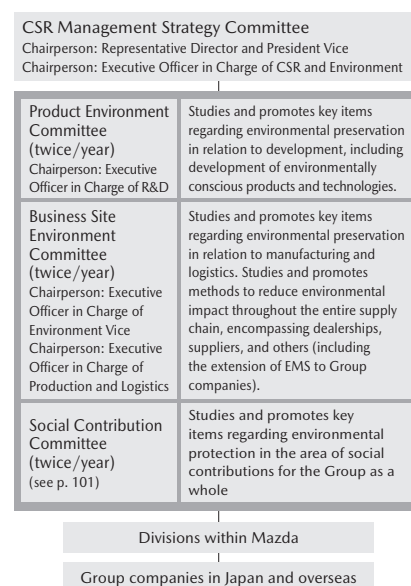 CSR Management Strategy Committee
Chairperson: Representative Director and President Vice
Chairperson: Executive Officer in Charge of CSR and Environment
Product Environment
Committee
(twice/year)
Chairperson: Executive
Officer in Charge of R&D
Studies and promotes key items
regarding environmental preservation
in relation to development, including
development of environmentally
conscious products and technologies.
Business Site
Environment
Committee
(twice/year)
Chairperson: Executive
Officer in Charge of
Environment Vice
Chairperson: Executive
Officer in Charge of
Production and Logistics
Studies and promotes key items
regarding environmental preservation
in relation to manufacturing and
logistics. Studies and promotes
methods to reduce environmental
impact throughout the entire supply
chain, encompassing dealerships,
suppliers, and others (including
the extension of EMS to Group
companies).
Social Contribution
Committee
(twice/year)
(see p. 101)
Studies and promotes key
items regarding environmental
protection in the area of social
contributions for the Group as a
whole
Divisions within Mazda
Group companies in Japan and overseas